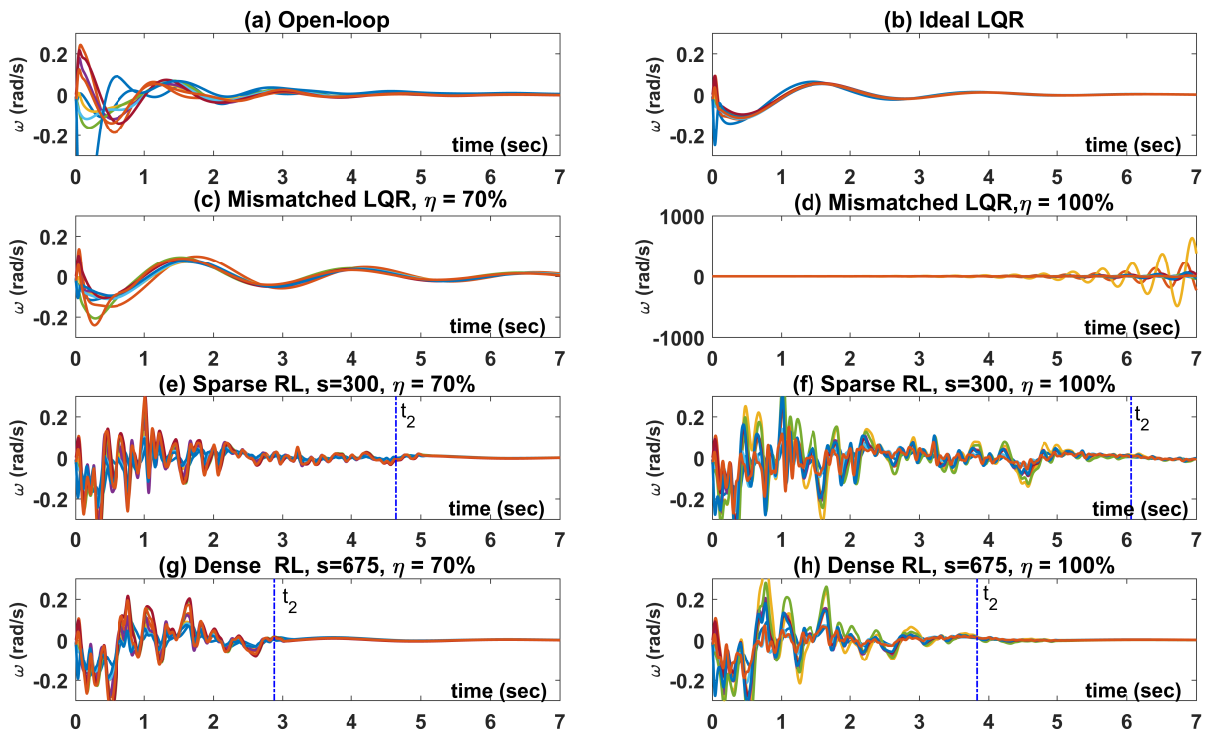 (a) Open-loop
0.2
0
-0.2
ω (rad/s)
time (sec)
0 1 2 3 4 5 6 7
(b) Ideal LQR
0.2
0
-0.2
ω (rad/s)
time (sec)
0 1 2 3 4 5 6 7
(c) Mismatched LQR, η = 70%
0.2
0
-0.2
ω (rad/s)
time (sec)
0 1 2 3 4 5 6 7
(d) Mismatched LQR,η = 100%
1000
0
-1000
ω (rad/s)
time (sec)
0 1 2 3 4 5 6 7
(e) Sparse RL, s=300, η = 70%
0.2
0
-0.2
ω (rad/s)
t2
time (sec)
0 1 2 3 4 5 6 7
(f) Sparse RL, s=300, η = 100%
0.2
0
-0.2
ω (rad/s)
t2
time (sec)
0 1 2 3 4 5 6 7
(g) Dense RL, s=675, η = 70%
0.2
0
-0.2
ω (rad/s)
t2
time (sec)
0 1 2 3 4 5 6 7
(h) Dense RL, s=675, η = 100%
0.2
0
-0.2
ω (rad/s)
t2
time (sec)
0 1 2 3 4 5 6 7